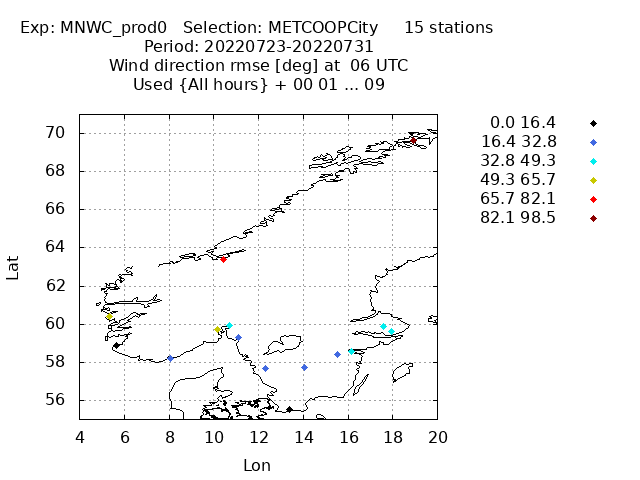 Exp: MNWC_prod0 Selection: METCOOPCity 15 stations
Period: 20220723-20220731
Wind direction rmse [deg] at 06 UTC
Used {All hours} + 00 01 ... 09
0.0 16.4
16.4 32.8
32.8 49.3
49.3 65.7
65.7 82.1
82.1 98.5
70
68
66
64
62
60
58
56
Lat
4 6 8 10 12 14 16 18 20
Lon